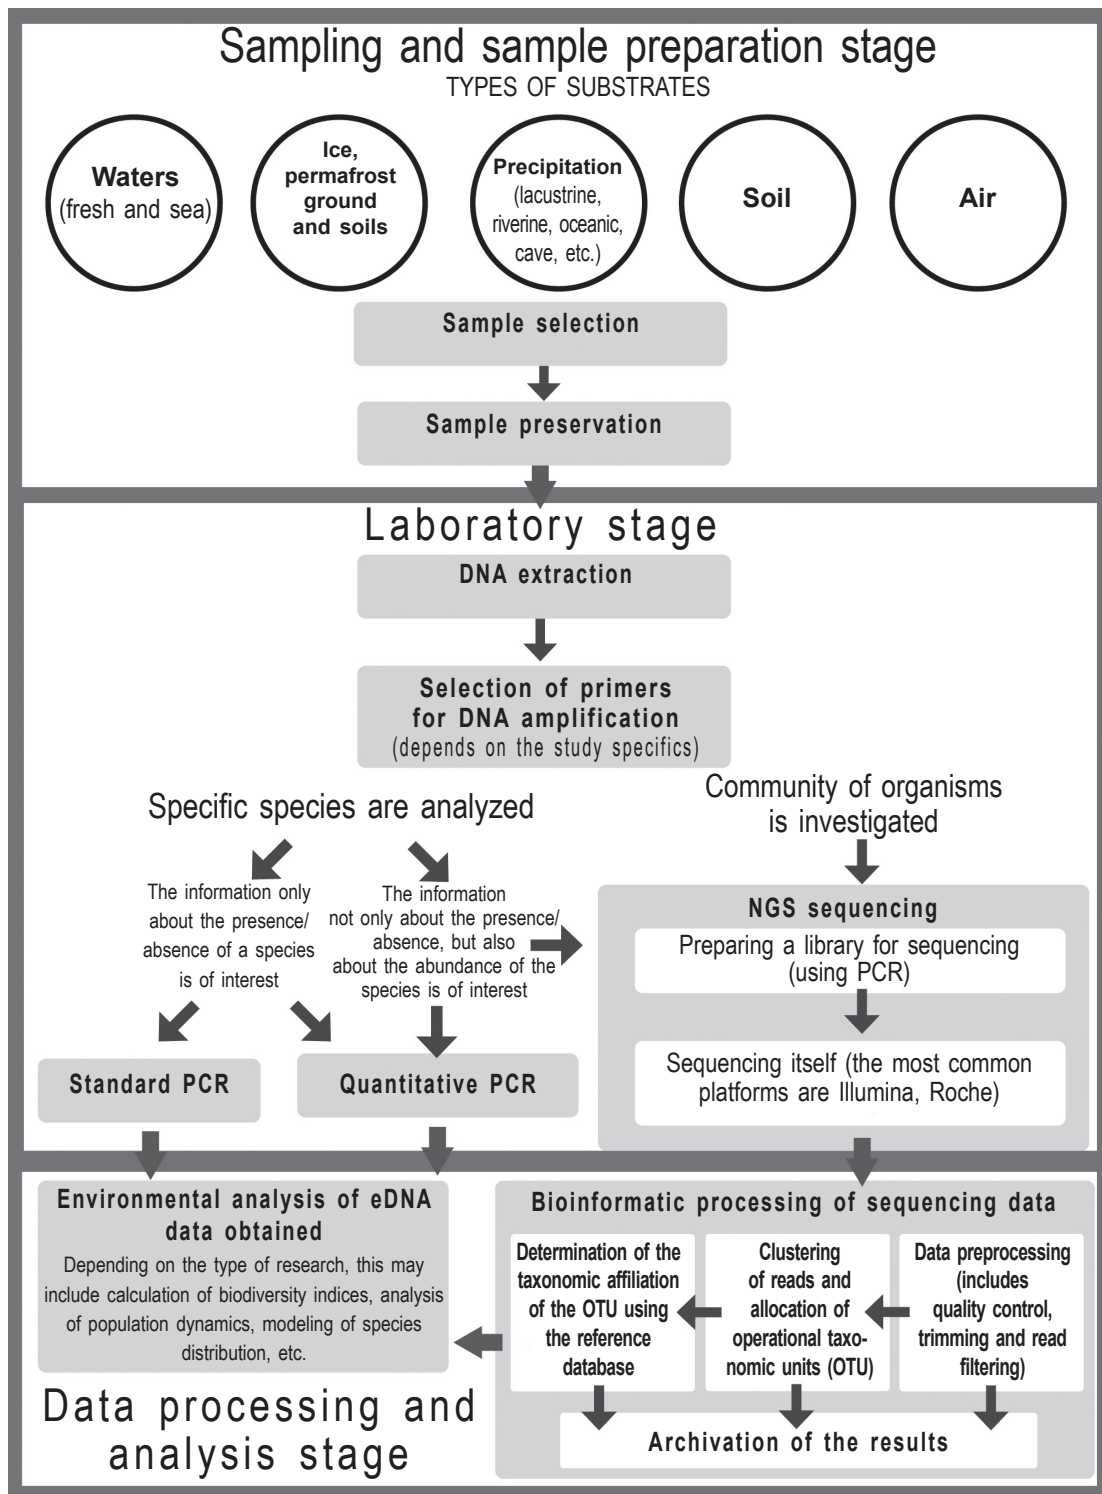 Sampling and sample preparation stage
TYPES OF SUBSTRATES
Waters
(fresh and sea)
Ice,
permafrost
ground
and soils
Precipitation
(lacustrine,
riverine, oceanic,
cave, etc.)
Soil
Air
Sample selection
Sample preservation
Laboratory stage
DNA extraction
Selection of primers
for DNA amplification
(depends on the study specifics)
Specific species are analyzed
Community of organisms
is investigated
The information only
about the presence/
absence of a species
is of interest
The information
not only about the presence/
absence, but also
about the abundance of the
species is of interest
NGS sequencing
Preparing a library for sequencing
(using PCR)
Sequencing itself (the most common
platforms are Illumina, Roche)
Standard PCR
Quantitative PCR
Environmental analysis of eDNA
data obtained
Depending on the type of research, this may
include calculation of biodiversity indices, analysis
of population dynamics, modeling of species
distribution, etc.
Bioinformatic processing of sequencing data
Determination of the
taxonomic affiliation
of the OTU using
the reference
database
Clustering
of reads and
allocation of
operational taxo-
nomic units (OTU)
Data preprocessing
(includes
quality control,
trimming and read
filtering)
Archivation of the results
Data processing and
analysis stage